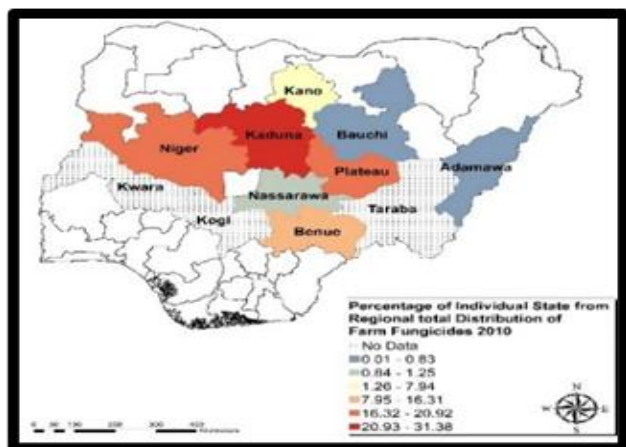 Kano
Kaduna
Bauchi
Niger
Adamawa
Plateau
Kwara
Nassarawa
Taraba
Kogi
Benue
Percentage of Individual State from
Regional total Distribution of
Farm Fungicides 2010
No Data
0.01 - 0.83
0.84 - 1.25
1.26 - 7.94
7.95 - 16.31
16.32 - 20.92
20.93 - 31.38
N
W E
S